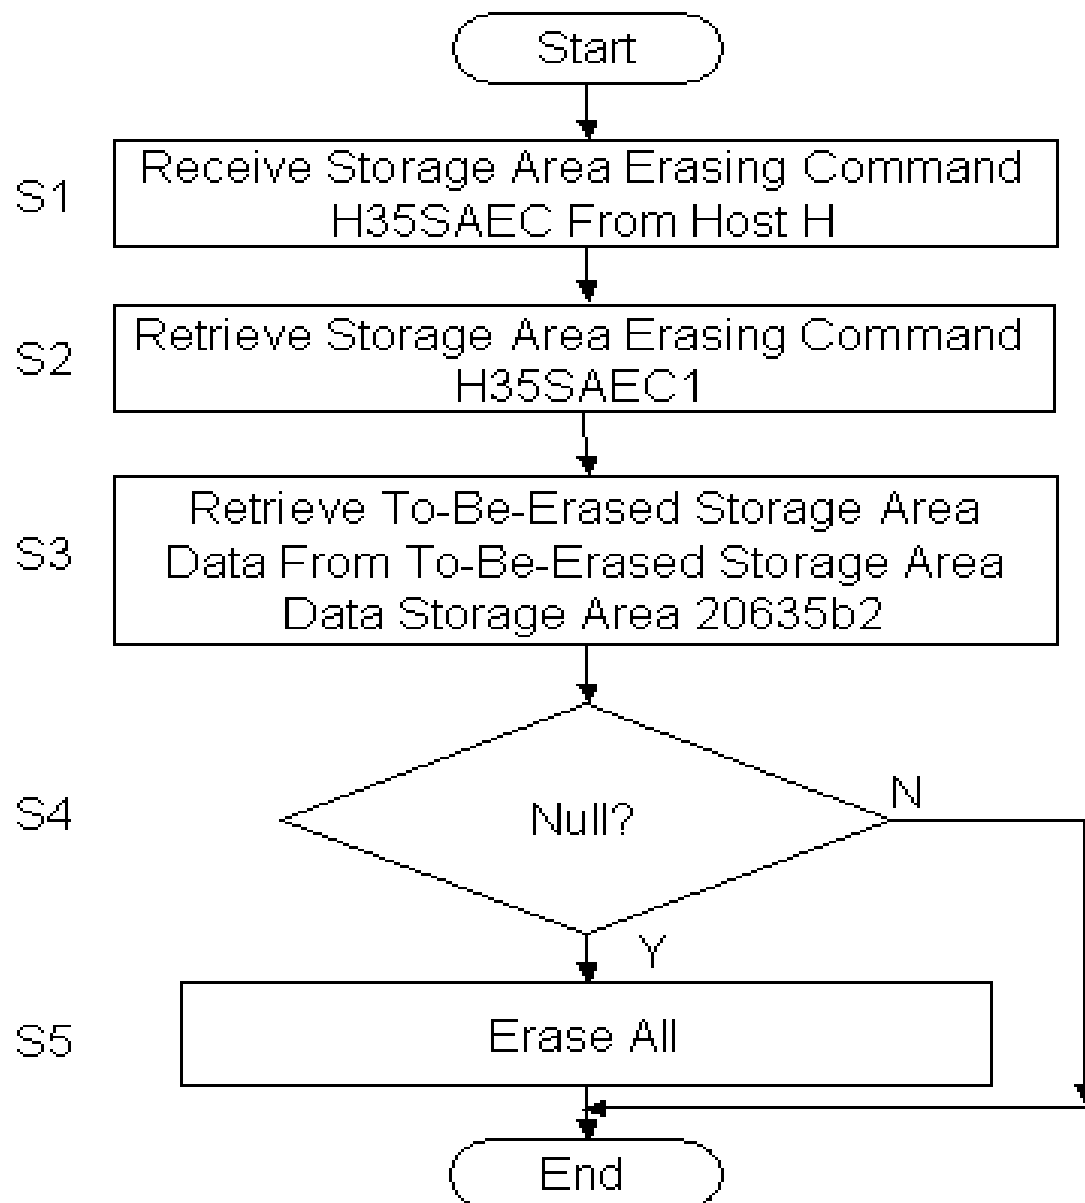 Start
S1
Receive Storage Area Erasing Command
H35SAEC From Host H
S2
Retrieve Storage Area Erasing Command
H35SAEC1
S3
Retrieve To-Be-Erased Storage Area
Data From To-Be-Erased Storage Area
Data Storage Area 20635b2
S4
Null?
N
Y
S5
Erase All
End